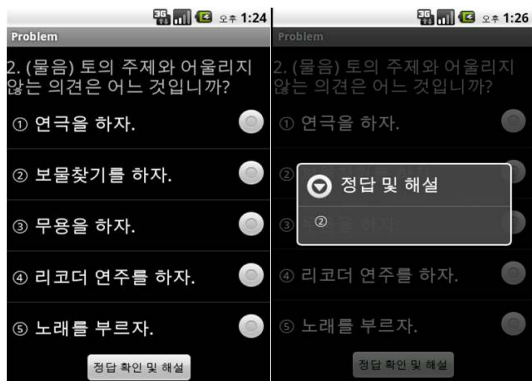 3G 오후 1:24
Problem
2. (물음) 토의 주제와 어울리지
않는 의견은 어느 것입니까?
① 연극을 하자.
② 보물찾기를 하자.
③ 무용을 하자.
④ 리코더 연주를 하자.
⑤ 노래를 부르자.
정답 확인 및 해설
3G 오후 1:26
Problem
2. (물음) 토의 주제와 어울리지
않는 의견은 어느 것입니까?
① 연극을 하자.
②
정답 및 해설
②
③
④ 리코더 연주를 하자.
⑤ 노래를 부르자.
정답 확인 및 해설